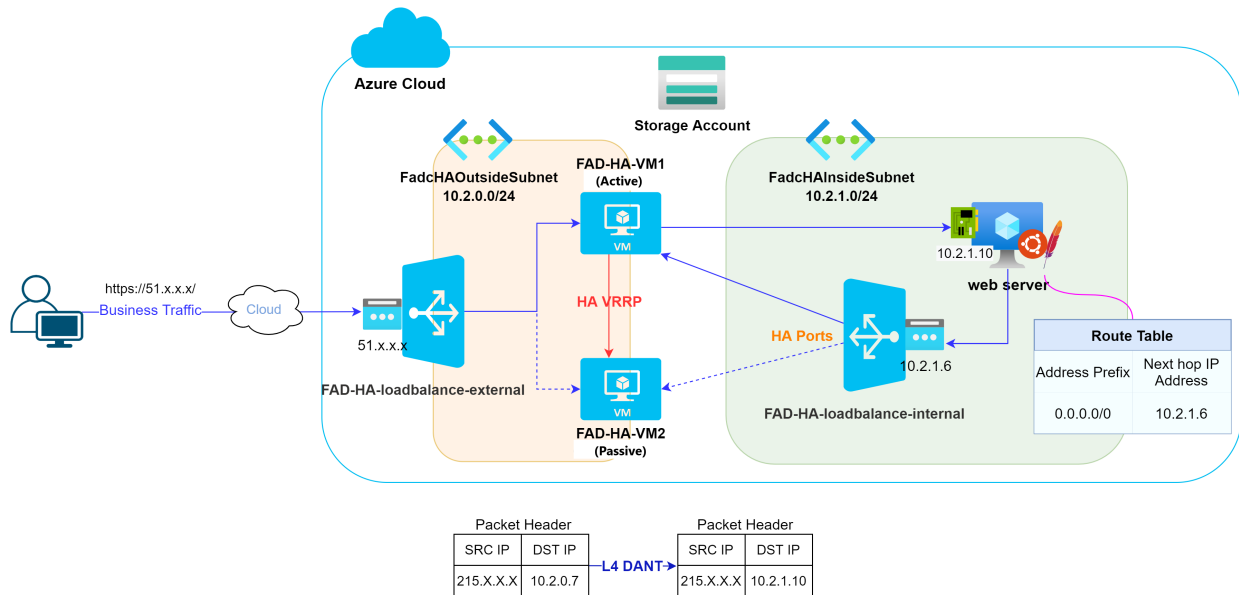 Azure Cloud
Storage Account
FadcHAOutsideSubnet
10.2.0.0/24
FAD-HA-VM1
(Active)
VM
FadcHAInsideSubnet
10.2.1.0/24
10.2.1.10
web server
https://51.x.x.x/
Business Traffic
Cloud
51.x.x.x
FAD-HA-loadbalance-external
HA VRRP
HA Ports
VM
FAD-HA-VM2
(Passive)
10.2.1.6
FAD-HA-loadbalance-internal
Route Table
Address Prefix
Next hop IP
Address
0.0.0.0/0
10.2.1.6
Packet Header
SRC IP
DST IP
215.X.X.X
10.2.0.7
L4 DANT
Packet Header
SRC IP
DST IP
215.X.X.X
10.2.1.10